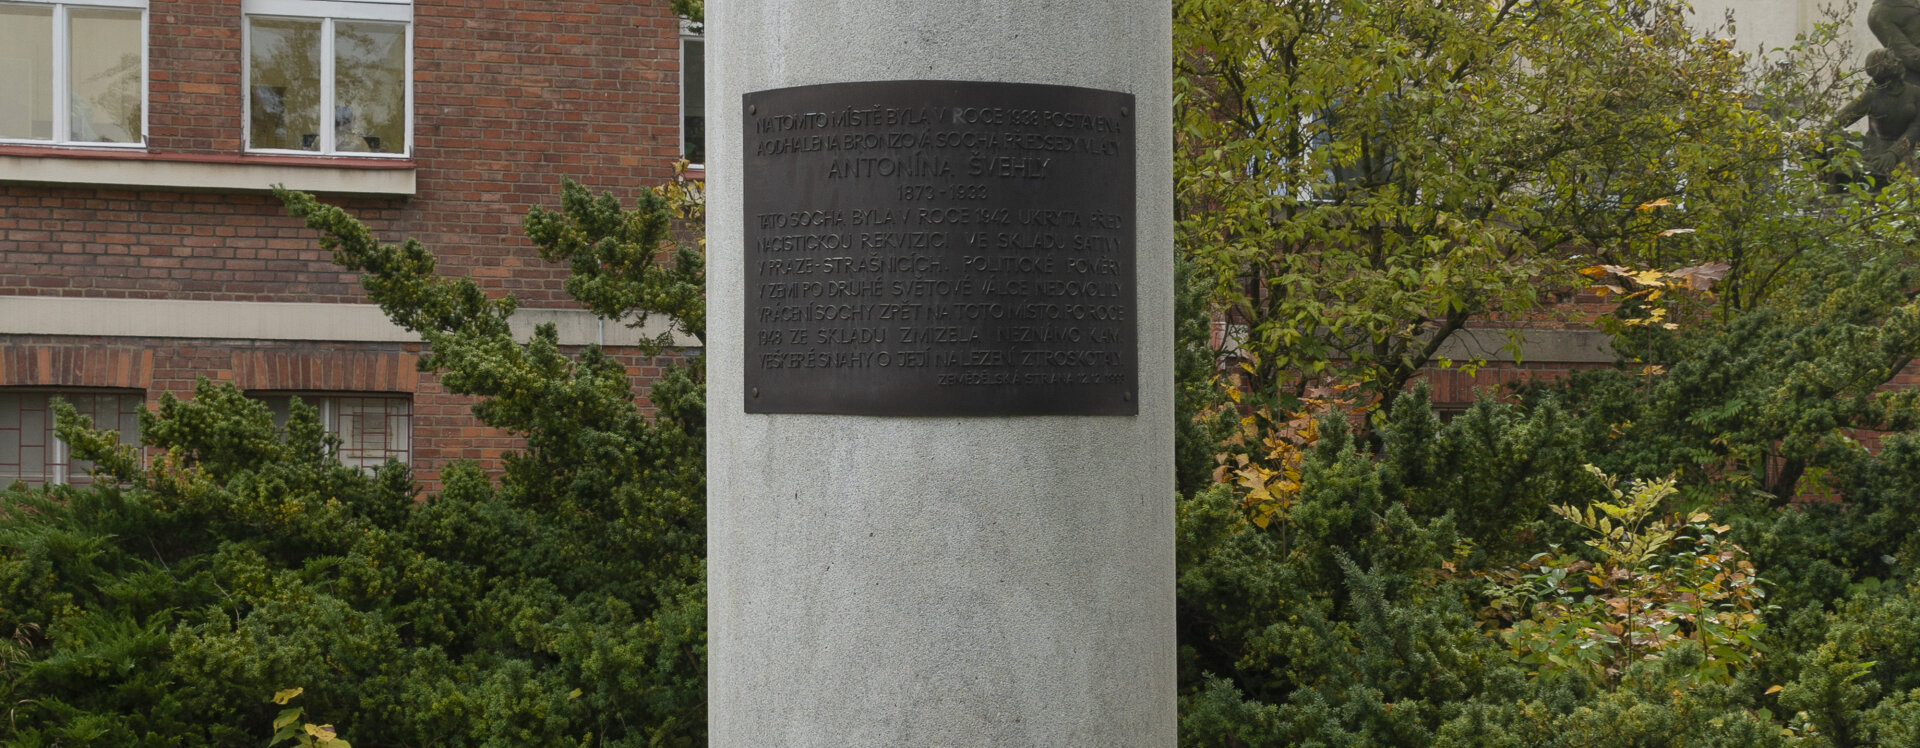 NA TOMTO MÍSTĚ BYLA V ROCE 1938 POSTAVENA
A ODHALENA BRONZOVÁ SOCHA PŘEDSEDY VLÁDY
ANTONÍNA ŠVEHLY
1873-1933
TATO SOCHA BYLA V ROCE 1942 UKRYTA PŘED
NACISTICKOU REKVIZICÍ VE SKLADU SATIVY
V PRAZE-STRAŠNICÍCH. POLITICKÉ POMĚRY
V ZEMI PO DRUHÉ SVĚTOVÉ VÁLCE NEDOVOLILY
VRÁCENÍ SOCHY ZPĚT NA TOTO MÍSTO. PO ROCE
1948 ZE SKLADU ZMIZELA NEZNÁMO KAM.
VEŠKERÉ SNAHY O JEJÍ NALEZENÍ ZTROSKOTALY.
ZEMĚDĚLSKÁ STRANA 12.12.1999